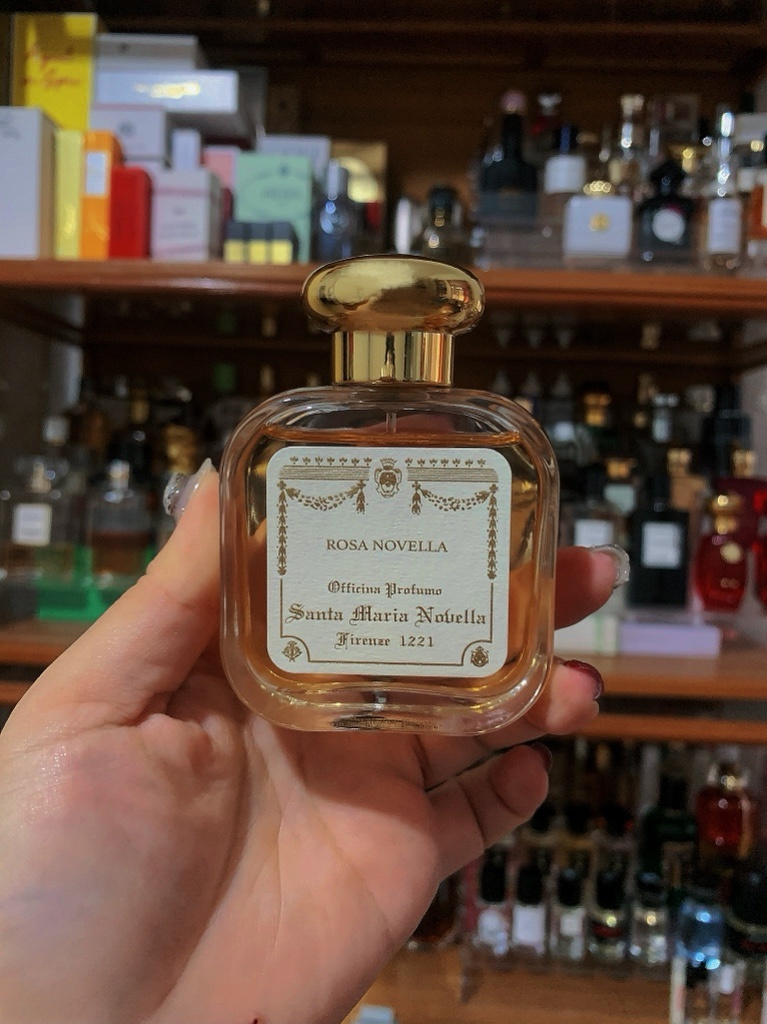 ROSA NOVELLA
Officina Profumo
Santa Maria Novella
Firenze 1221